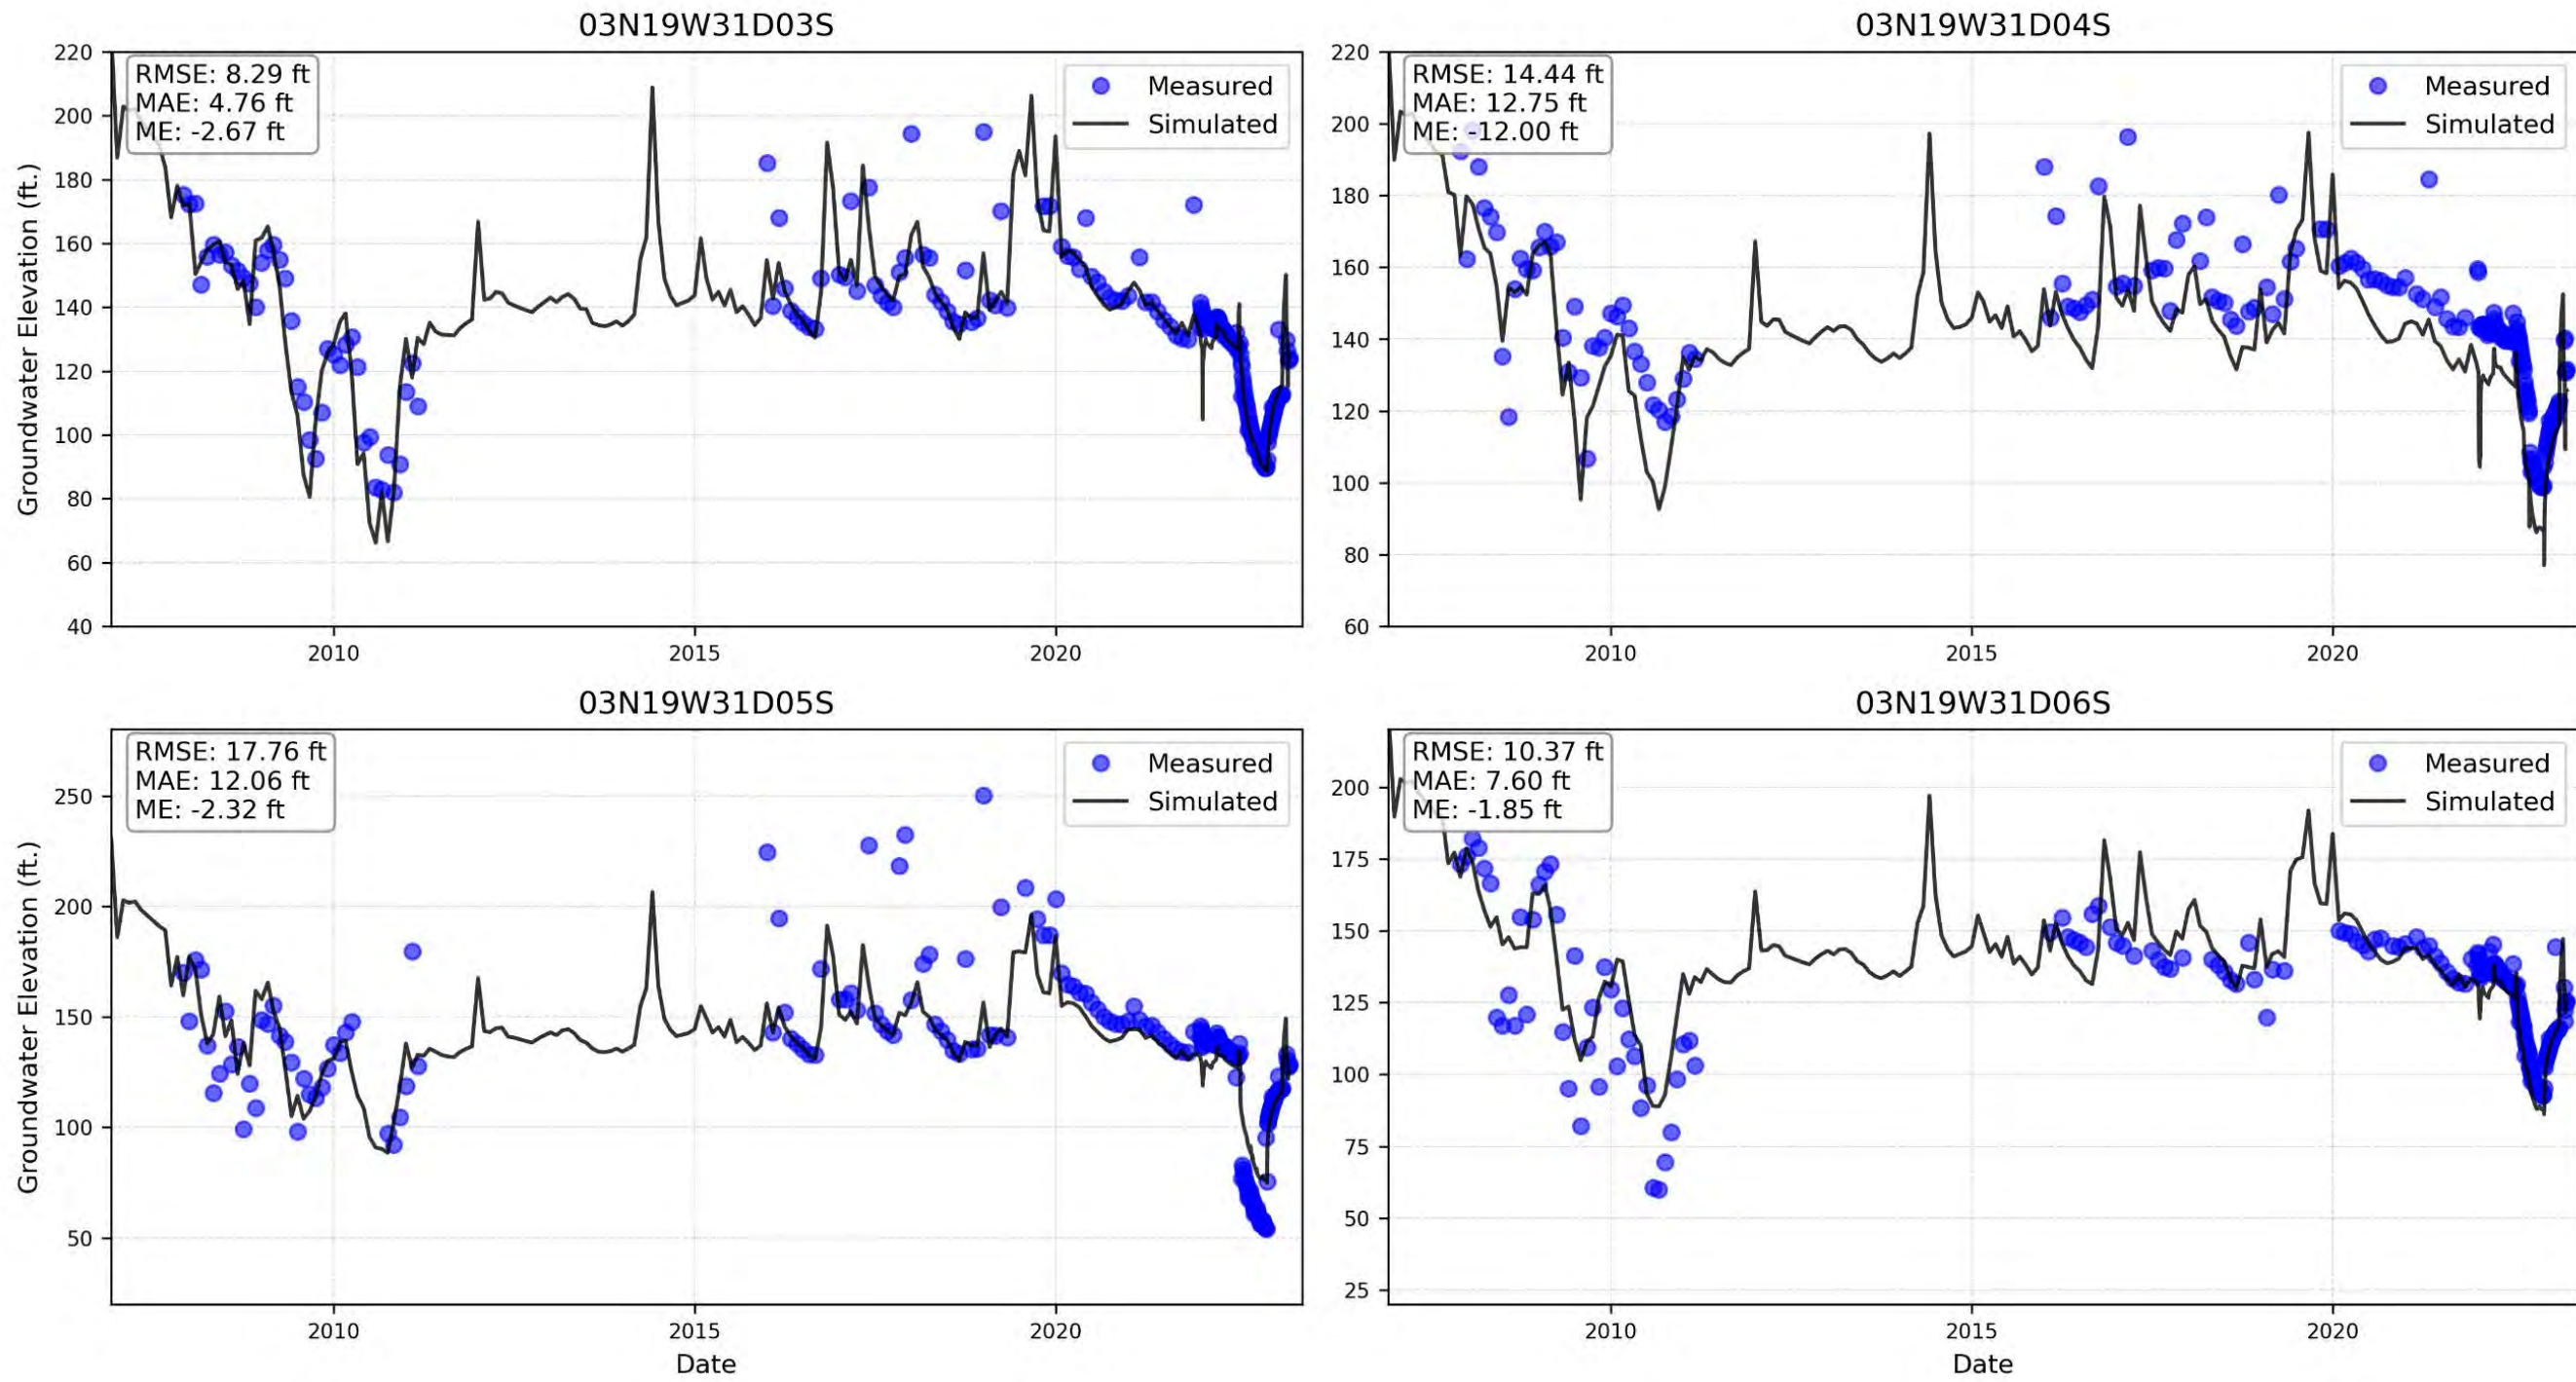 03N19W31D03S
220
200
180
160
140
120
100
80
60
40
Groundwater Elevation (ft.)
RMSE: 8.29 ft
MAE: 4.76 ft
ME: -2.67 ft
Measured
Simulated
2010
2015
2020
03N19W31D04S
220
200
180
160
140
120
100
80
60
RMSE: 14.44 ft
MAE: 12.75 ft
ME: -12.00 ft
Measured
Simulated
2010
2015
2020
03N19W31D05S
250
200
150
100
50
Groundwater Elevation (ft.)
RMSE: 17.76 ft
MAE: 12.06 ft
ME: -2.32 ft
Measured
Simulated
2010
2015
2020
Date
03N19W31D06S
200
175
150
125
100
75
50
25
RMSE: 10.37 ft
MAE: 7.60 ft
ME: -1.85 ft
Measured
Simulated
2010
2015
2020
Date